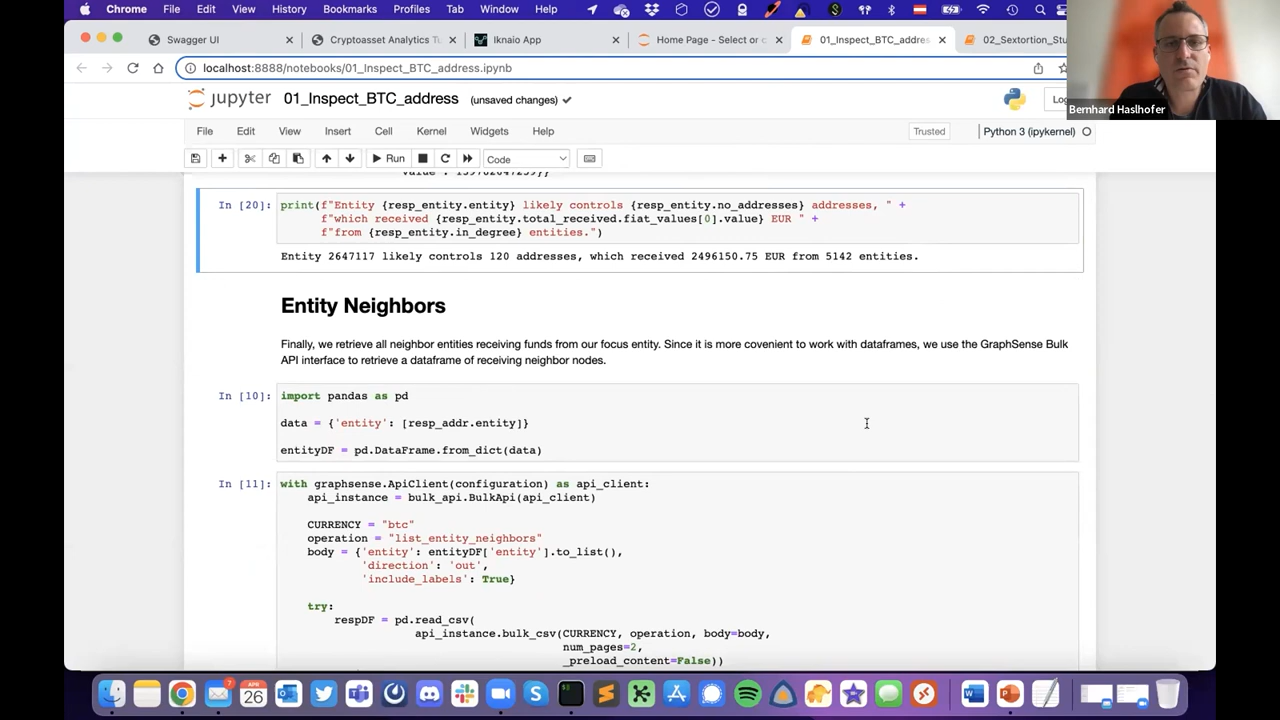 Chrome File Edit View History Bookmarks Profiles Tab Window Help
Swagger UI
Cryptoasset Analytics Tu
Iknaio App
Home Page - Select or c
01_Inspect_BTC_addres
02_Sextortion_Stu
localhost:8888/notebooks/01_Inspect_BTC_address.ipynb
Bernhard Haslhofer
jupyter 01_Inspect_BTC_address (unsaved changes)
File Edit View Insert Cell Kernel Widgets Help
Trusted
Python 3 (ipykernel)
Run
Code
In [20]: print(f"Entity {resp_entity.entity} likely controls {resp_entity.no_addresses} addresses, " +
f"which received {resp_entity.total_received.fiat_values[0].value} EUR " +
f"from {resp_entity.in_degree} entities.")
Entity 2647117 likely controls 120 addresses, which received 2496150.75 EUR from 5142 entities.
Entity Neighbors
Finally, we retrieve all neighbor entities receiving funds from our focus entity. Since it is more covenient to work with dataframes, we use the GraphSense Bulk
API interface to retrieve a dataframe of receiving neighbor nodes.
In [10]: import pandas as pd
data = {'entity': [resp_addr.entity]}
entityDF = pd.DataFrame.from_dict(data)
In [11]: with graphsense.ApiClient(configuration) as api_client:
api_instance = bulk_api.BulkApi(api_client)
CURRENCY = "btc"
operation = "list_entity_neighbors"
body = {'entity': entityDF['entity'].to_list(),
'direction': 'out',
'include_labels': True}
try:
respDF = pd.read_csv(
api_instance.bulk_csv(CURRENCY, operation, body=body,
num_pages=2,
_preload_content=False))
7
APR
26